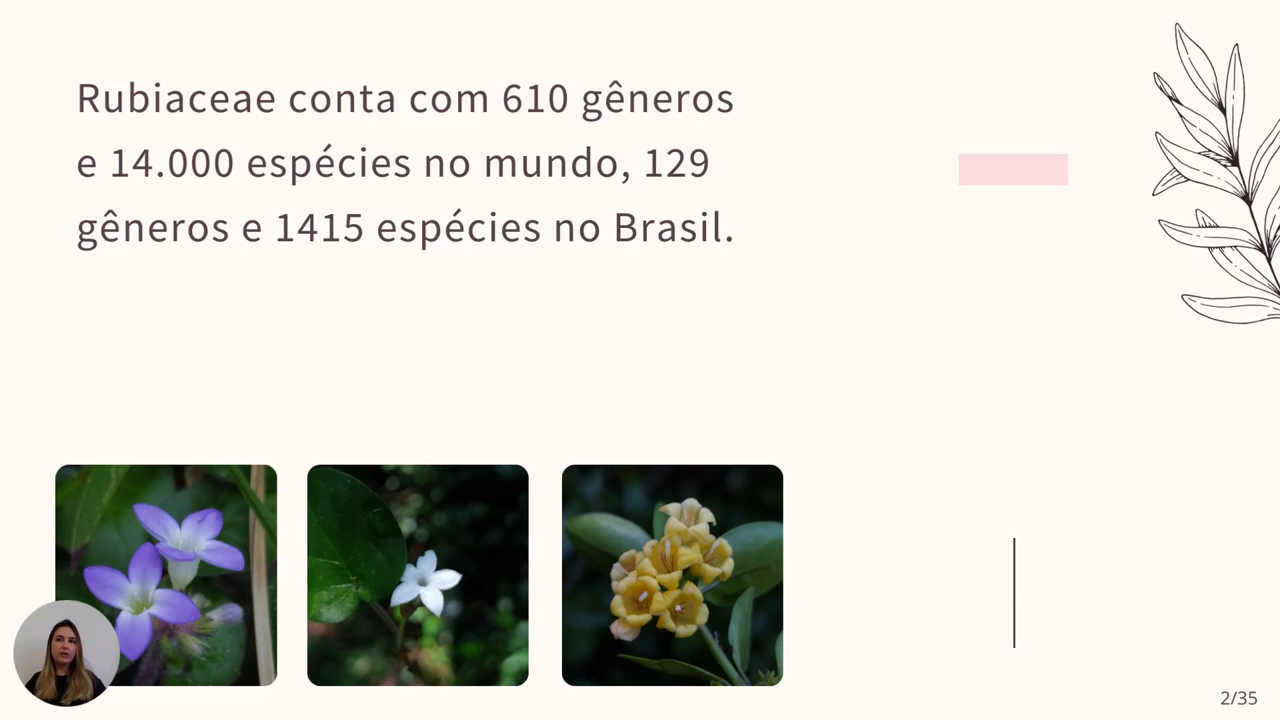 Rubiaceae conta com 610 gêneros
e 14.000 espécies no mundo, 129
gêneros e 1415 espécies no Brasil.
2/35